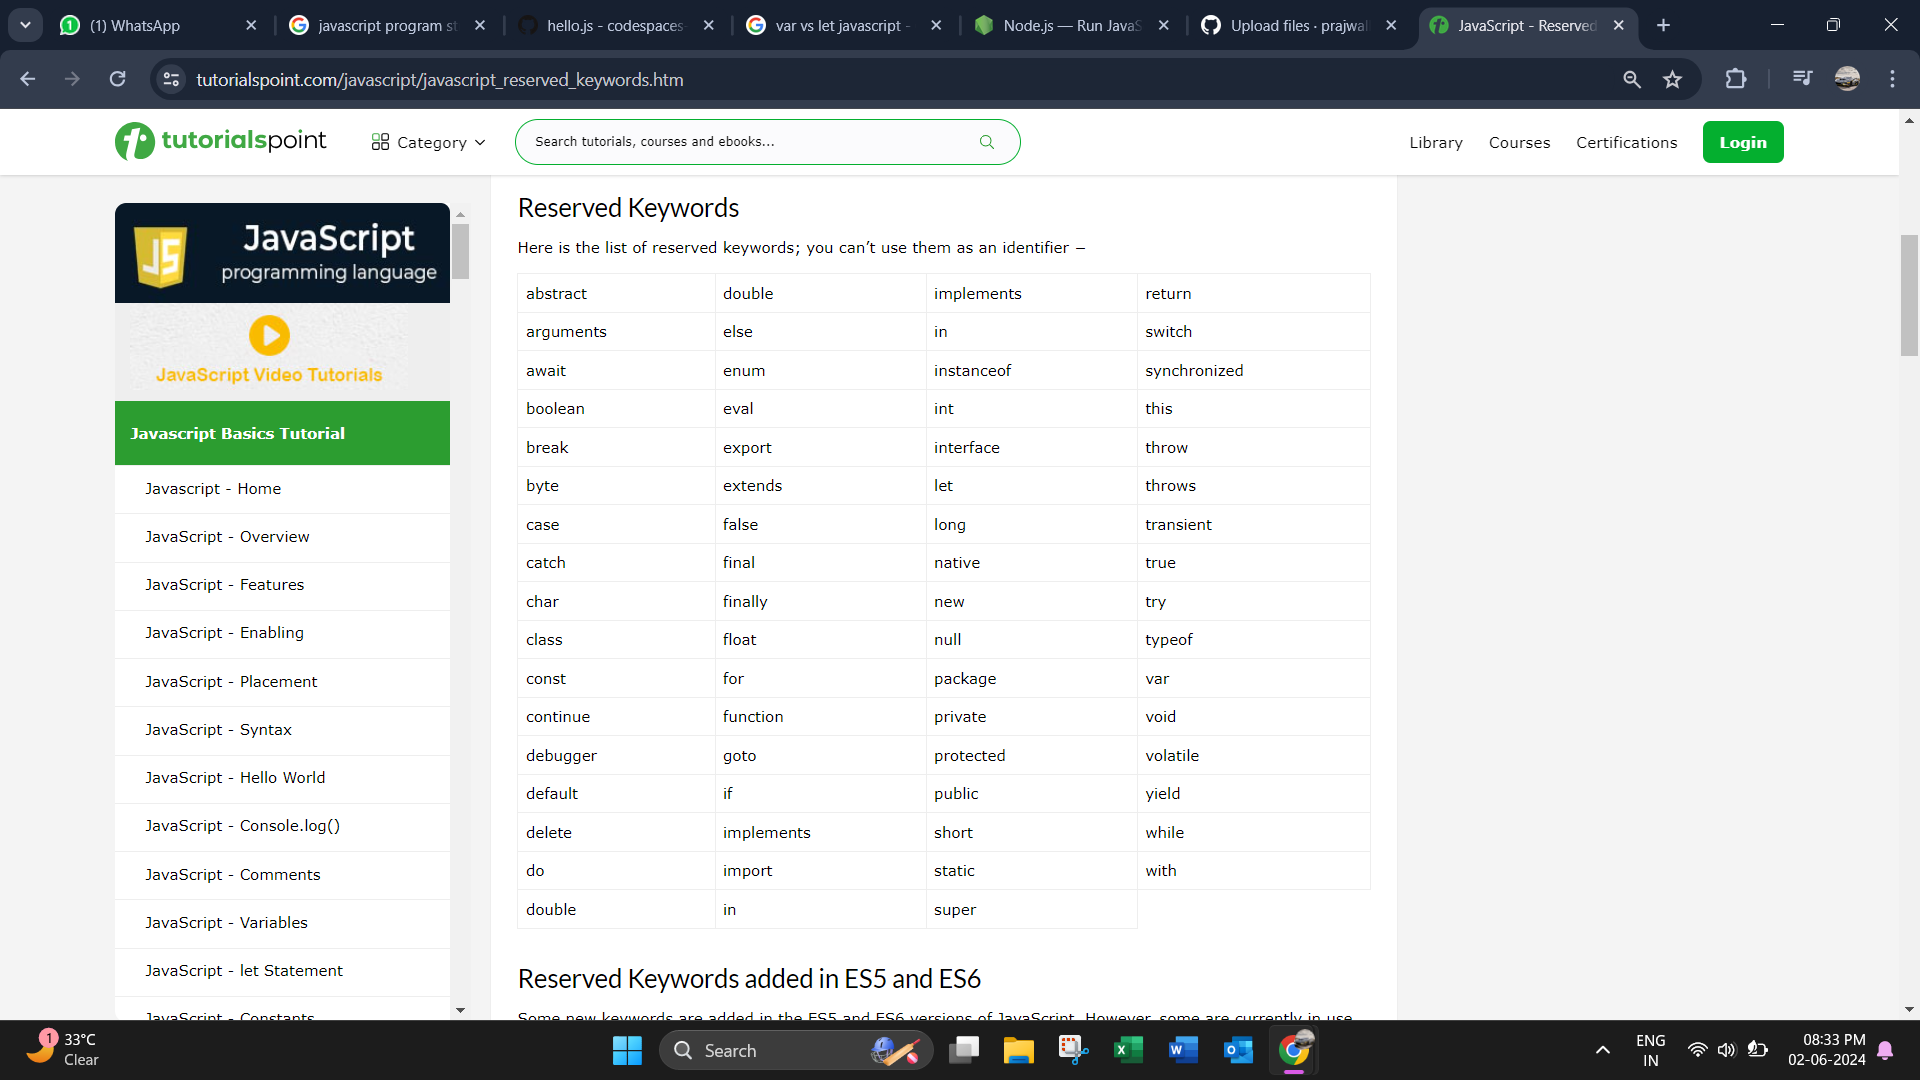 (1) WhatsApp
javascript program st
hello.js - codespaces-
var vs let javascript -
Node.js — Run JavaS
Upload files · prajwal
JavaScript - Reserved
tutorialspoint.com/javascript/javascript_reserved_keywords.htm
tutorialspoint
Category
Search tutorials, courses and ebooks...
Library
Courses
Certifications
Login
JS
JavaScript
programming language
JavaScript Video Tutorials
Javascript Basics Tutorial
Javascript - Home
JavaScript - Overview
JavaScript - Features
JavaScript - Enabling
JavaScript - Placement
JavaScript - Syntax
JavaScript - Hello World
JavaScript - Console.log()
JavaScript - Comments
JavaScript - Variables
JavaScript - let Statement
JavaScript - Constants
Reserved Keywords
Here is the list of reserved keywords; you can’t use them as an identifier −
abstract double implements return
arguments else in switch
await enum instanceof synchronized
boolean eval int this
break export interface throw
byte extends let throws
case false long transient
catch final native true
char finally new try
class float null typeof
const for package var
continue function private void
debugger goto protected volatile
default if public yield
delete implements short while
do import static with
double in super
Reserved Keywords added in ES5 and ES6
Some new keywords are added in the ES5 and ES6 versions of JavaScript. However, some are currently in use
1
33°C
Clear
Search
ENG
IN
08:33 PM
02-06-2024